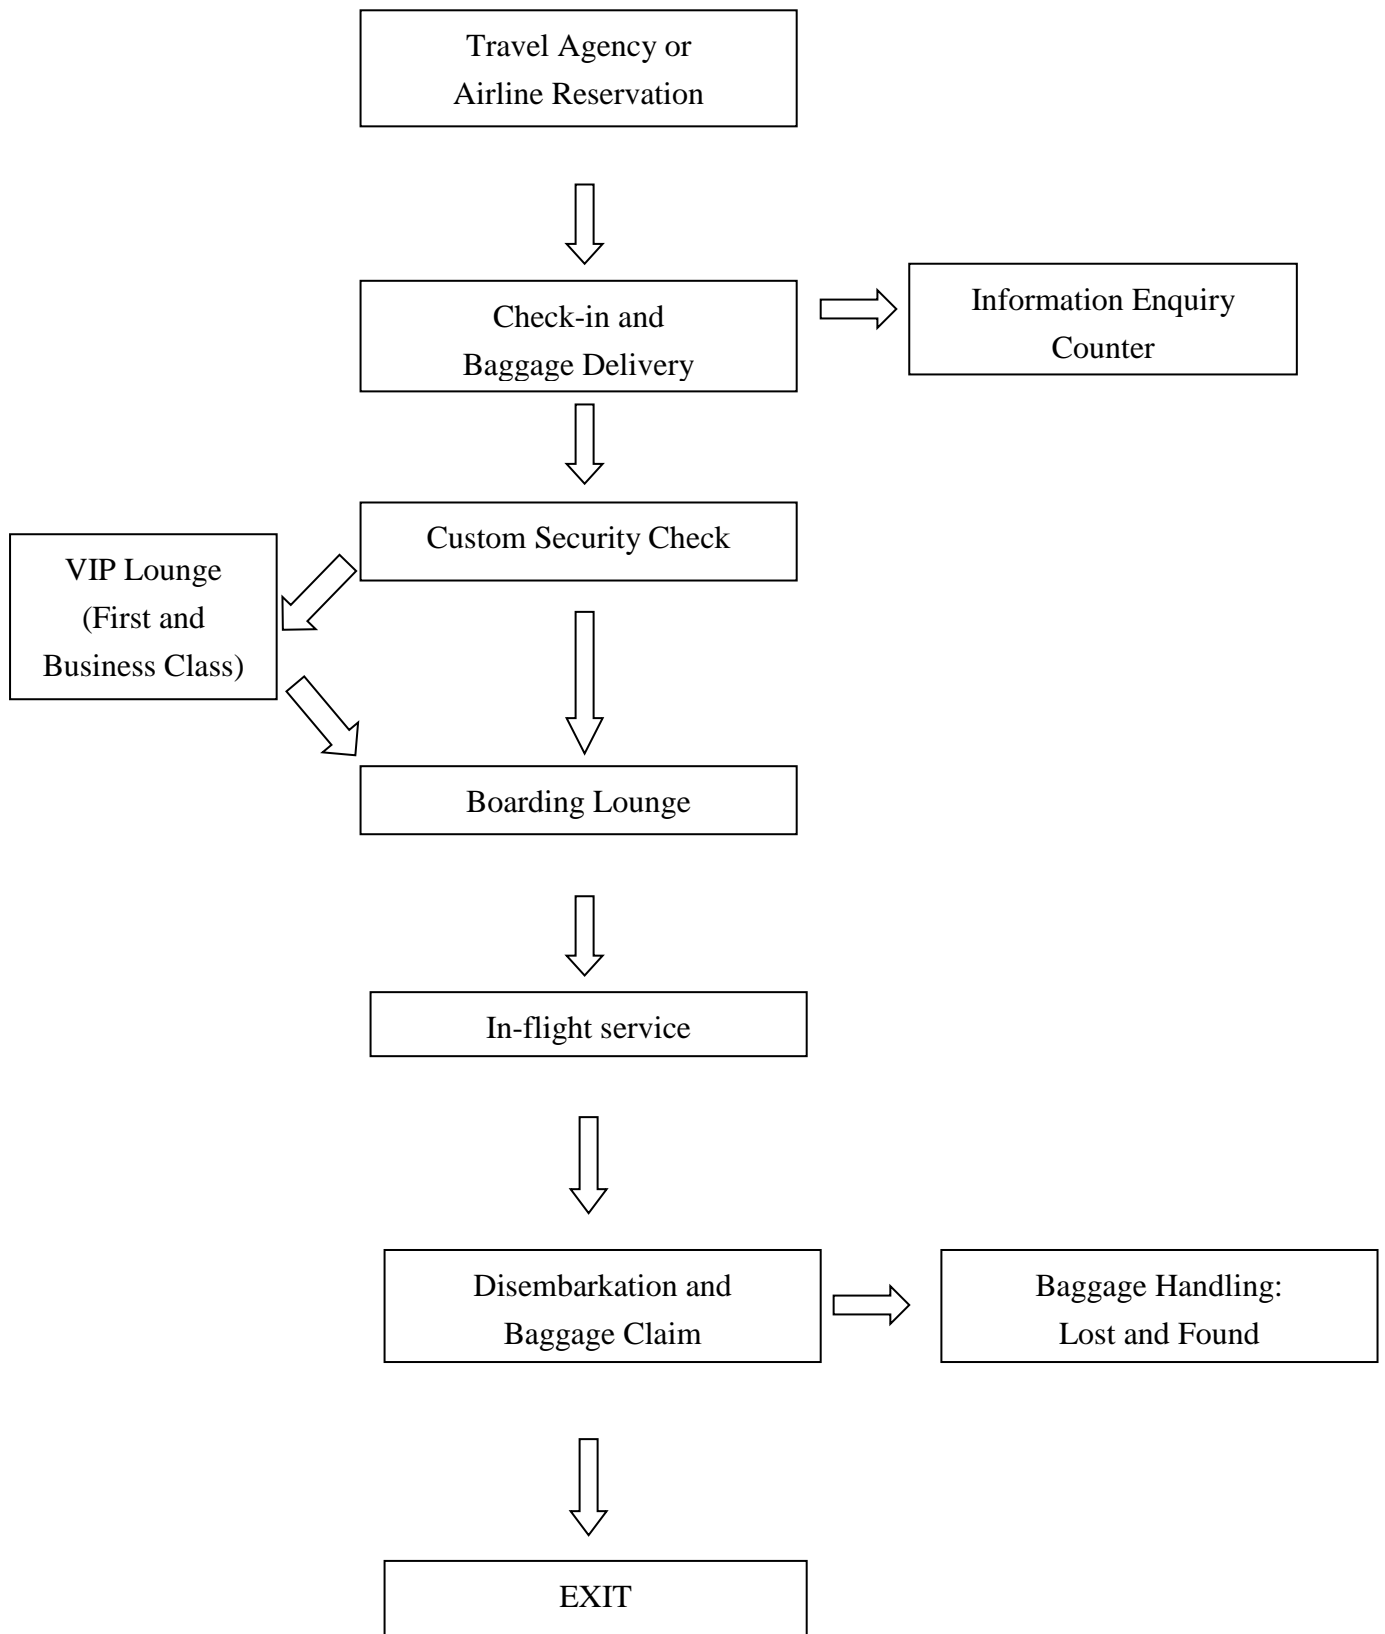 Travel Agency or
Airline Reservation
Check-in and
Baggage Delivery
Information Enquiry
Counter
Custom Security Check
VIP Lounge
(First and
Business Class)
Boarding Lounge
In-flight service
Disembarkation and
Baggage Claim
Baggage Handling:
Lost and Found
EXIT